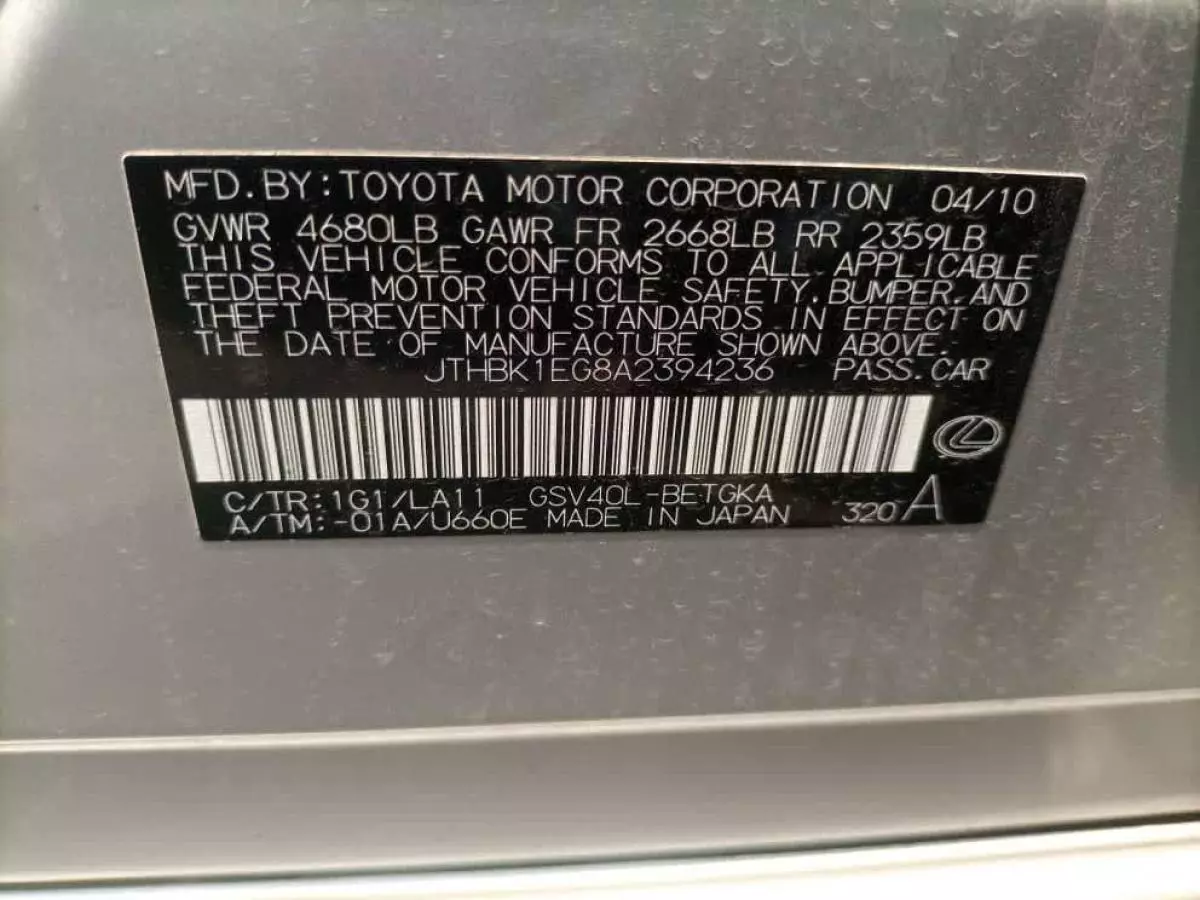 MFD.BY:TOYOTA MOTOR CORPORATION 04/10
GVWR 4680LB GAWR FR 2668LB RR 2359LB
THIS VEHICLE CONFORMS TO ALL APPLICABLE
FEDERAL MOTOR VEHICLE SAFETY,BUMPER,AND
THEFT PREVENTION STANDARDS IN EFFECT ON
THE DATE OF MANUFACTURE SHOWN ABOVE.
JTHBK1EG8A2394236 PASS.CAR
C/TR:1G1/LA11 GSV40L-BETGKA
A/TM:-01A/U660E MADE IN JAPAN 320 A